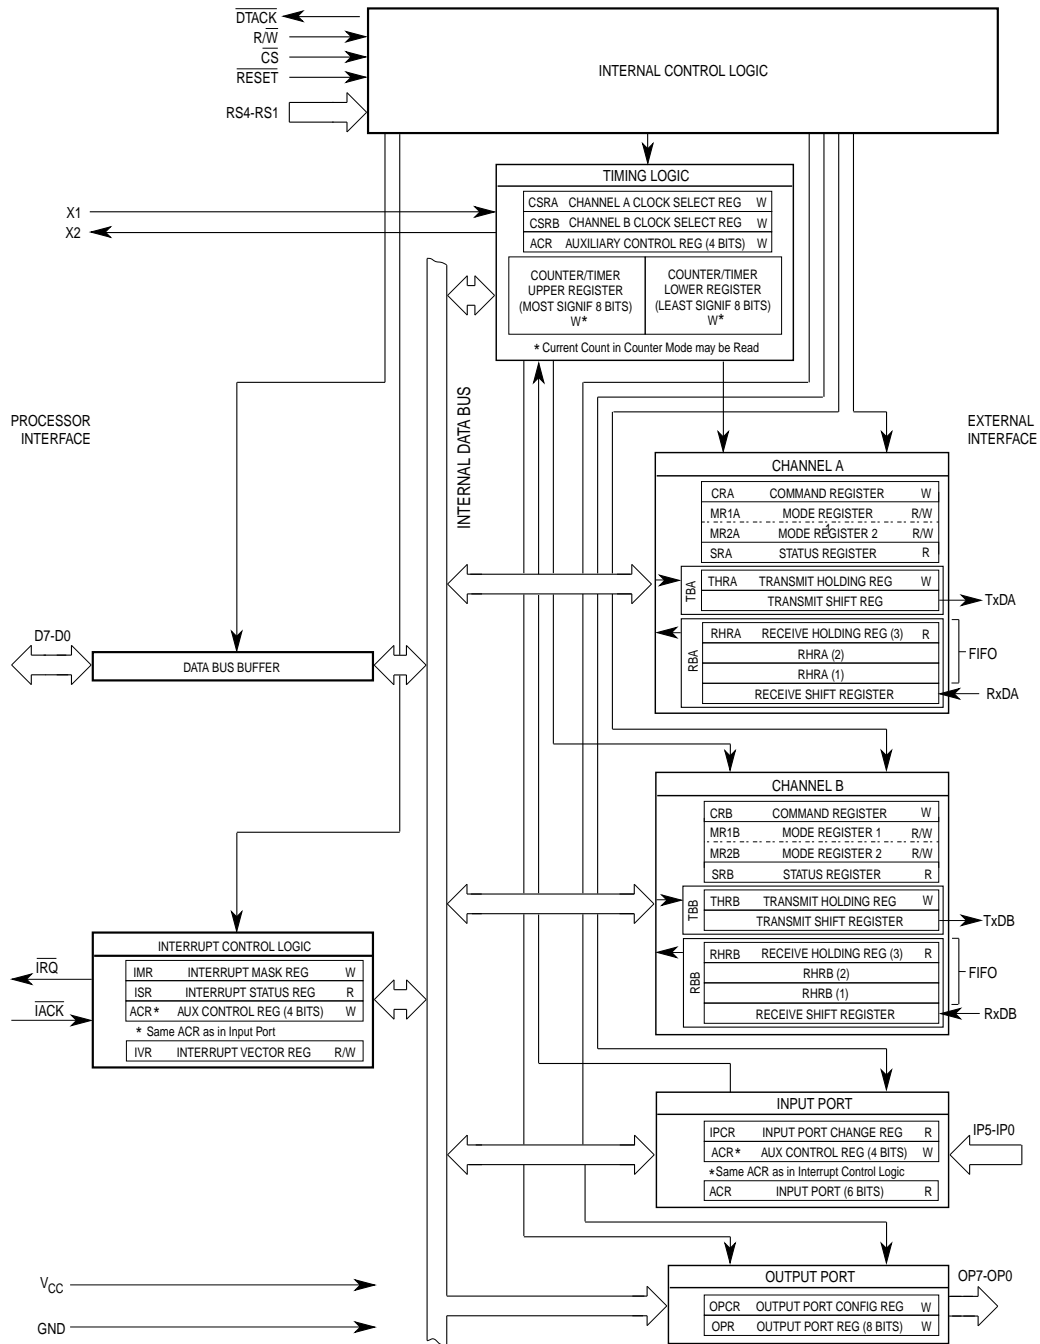 DTACK
R/W
CS
RESET
RS4-RS1
INTERNAL CONTROL LOGIC
X1
X2
TIMING LOGIC
CSRA CHANNEL A CLOCK SELECT REG W
CSRB CHANNEL B CLOCK SELECT REG W
ACR AUXILIARY CONTROL REG (4 BITS) W
COUNTER/TIMER
UPPER REGISTER
(MOST SIGNIF 8 BITS)
W*
COUNTER/TIMER
LOWER REGISTER
(LEAST SIGNIF 8 BITS)
W*
* Current Count in Counter Mode may be Read
PROCESSOR
INTERFACE
INTERNAL DATA BUS
EXTERNAL
INTERFACE
CHANNEL A
CRA COMMAND REGISTER W
MR1A MODE REGISTER 1 R/W
MR2A MODE REGISTER 2 R/W
SRA STATUS REGISTER R
TBA
THRA TRANSMIT HOLDING REG W
TRANSMIT SHIFT REG
TxDA
RBA
RHRA RECEIVE HOLDING REG (3) R
RHRA (2)
RHRA (1)
RECEIVE SHIFT REGISTER
FIFO
RxDA
D7-D0
DATA BUS BUFFER
CHANNEL B
CRB COMMAND REGISTER W
MR1B MODE REGISTER 1 R/W
MR2B MODE REGISTER 2 R/W
SRB STATUS REGISTER R
TBB
THRB TRANSMIT HOLDING REG W
TRANSMIT SHIFT REGISTER
TxDB
RBB
RHRB RECEIVE HOLDING REG (3) R
RHRB (2)
RHRB (1)
RECEIVE SHIFT REGISTER
FIFO
RxDB
IRQ
IACK
INTERRUPT CONTROL LOGIC
IMR INTERRUPT MASK REG W
ISR INTERRUPT STATUS REG R
ACR* AUX CONTROL REG (4 BITS) W
* Same ACR as in Input Port
IVR INTERRUPT VECTOR REG R/W
INPUT PORT
IPCR INPUT PORT CHANGE REG R
ACR* AUX CONTROL REG (4 BITS) W
*Same ACR as in Interrupt Control Logic
ACR INPUT PORT (6 BITS) R
IP5-IP0
OUTPUT PORT
OPCR OUTPUT PORT CONFIG REG W
OPR OUTPUT PORT REG (8 BITS) W
OP7-OP0
VCC
GND